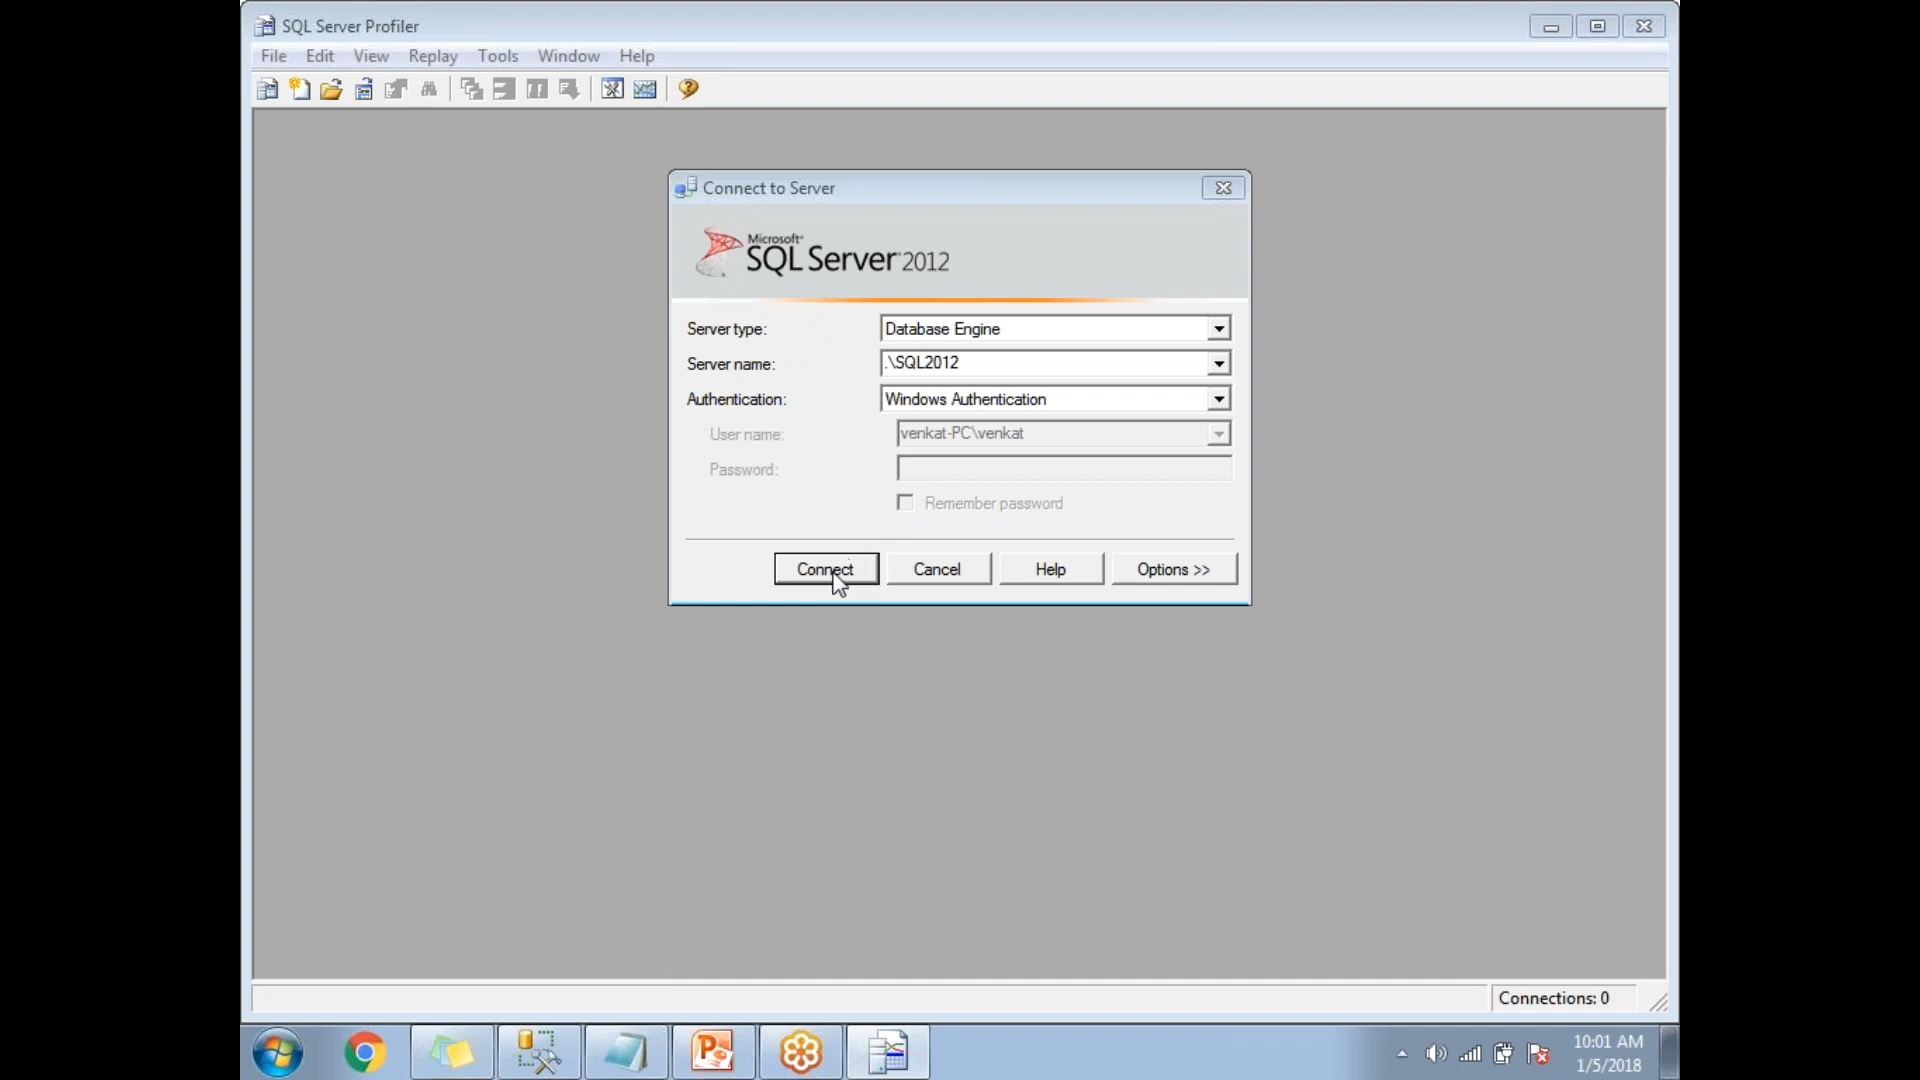 SQL Server Profiler
File Edit View Replay Tools Window Help
Connect to Server
Microsoft®
SQL Server 2012
Server type: Database Engine
Server name: .\SQL2012
Authentication: Windows Authentication
User name: venkat-PC\venkat
Password:
Remember password
Connect Cancel Help Options >>
Connections: 0
10:01 AM
1/5/2018